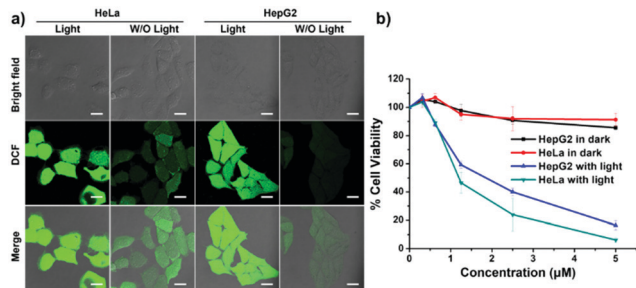 a)
HeLa
HepG2
Light
W/O Light
Light
W/O Light
Bright field
DCF
Merge
b)
% Cell Viability
120
100
80
60
40
20
0
HepG2 in dark
HeLa in dark
HepG2 with light
HeLa with light
0
1
2
3
4
5
Concentration (µM)